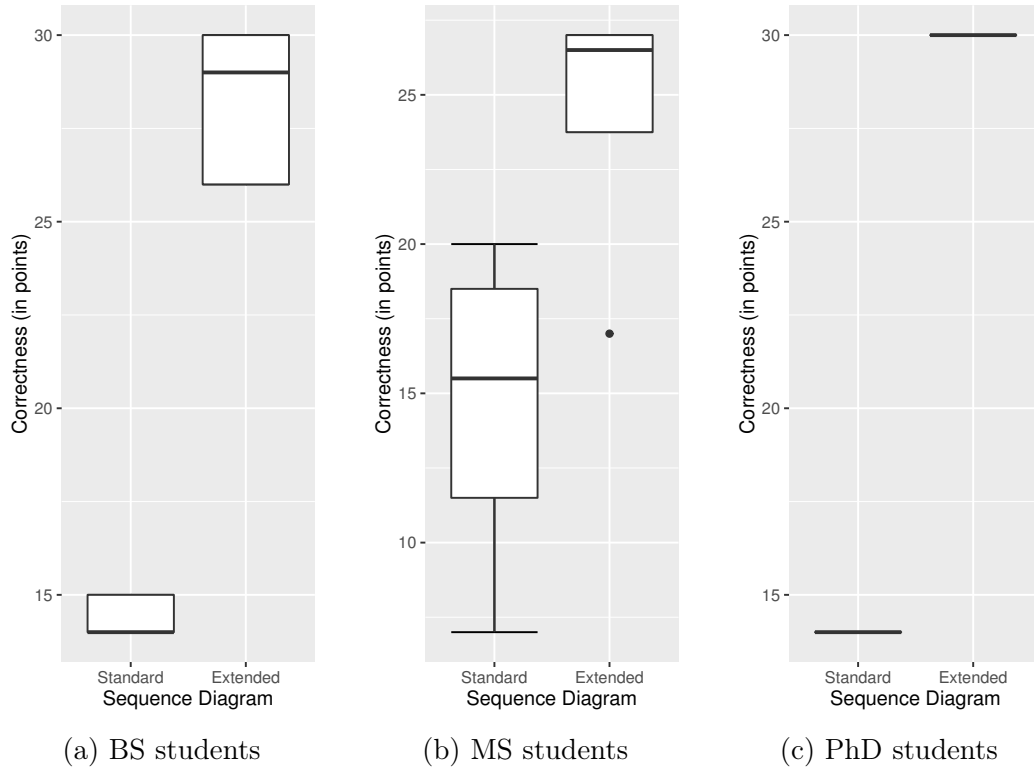 Correctness (in points)
30
25
20
15
Standard Extended
Sequence Diagram
(a) BS students
Correctness (in points)
25
20
15
10
Standard Extended
Sequence Diagram
(b) MS students
Correctness (in points)
30
25
20
15
Standard Extended
Sequence Diagram
(c) PhD students